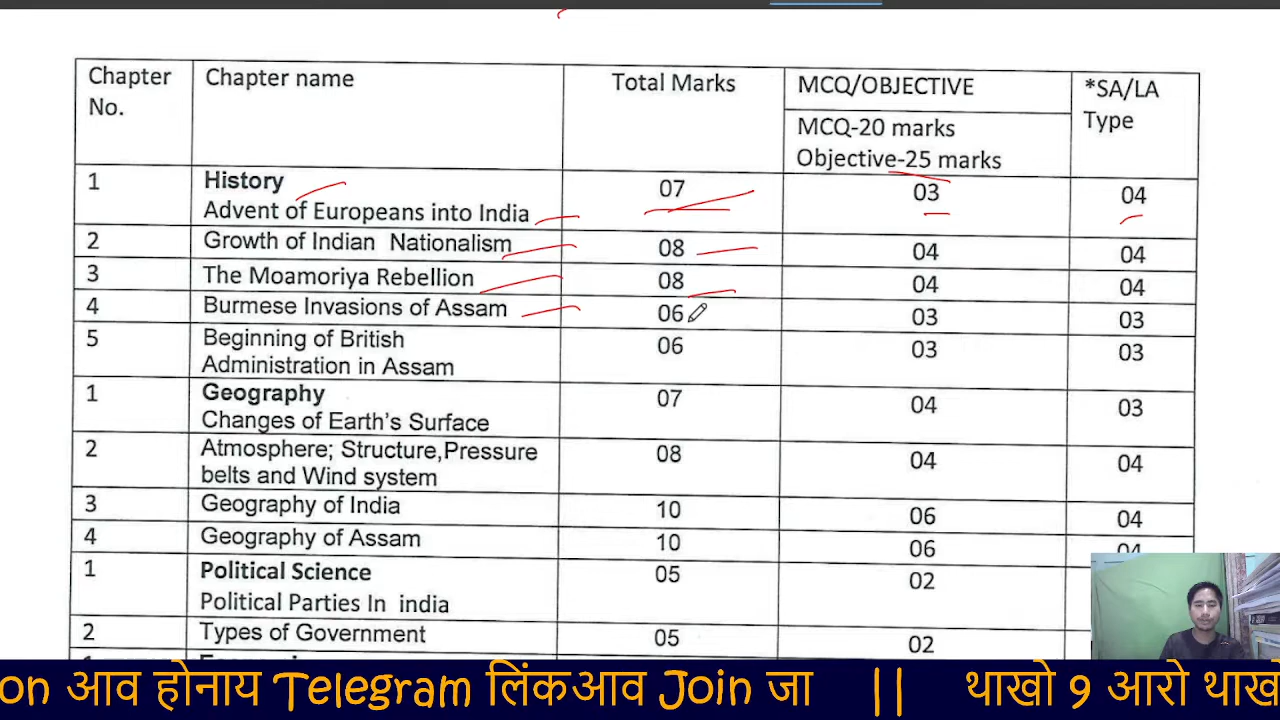 Chapter No. Chapter name Total Marks MCQ/OBJECTIVE *SA/LA Type
MCQ-20 marks
Objective-25 marks
1 History
Advent of Europeans into India 07 03 04
2 Growth of Indian Nationalism 08 04 04
3 The Moamoriya Rebellion 08 04 04
4 Burmese Invasions of Assam 06 03 03
5 Beginning of British
Administration in Assam 06 03 03
1 Geography
Changes of Earth's Surface 07 04 03
2 Atmosphere; Structure,Pressure
belts and Wind system 08 04 04
3 Geography of India 10 06 04
4 Geography of Assam 10 06 04
1 Political Science
Political Parties In india 05 02
2 Types of Government 05 02
on आव होनाय Telegram लिंकआव Join जा || थाखो 9 आरो थाखो